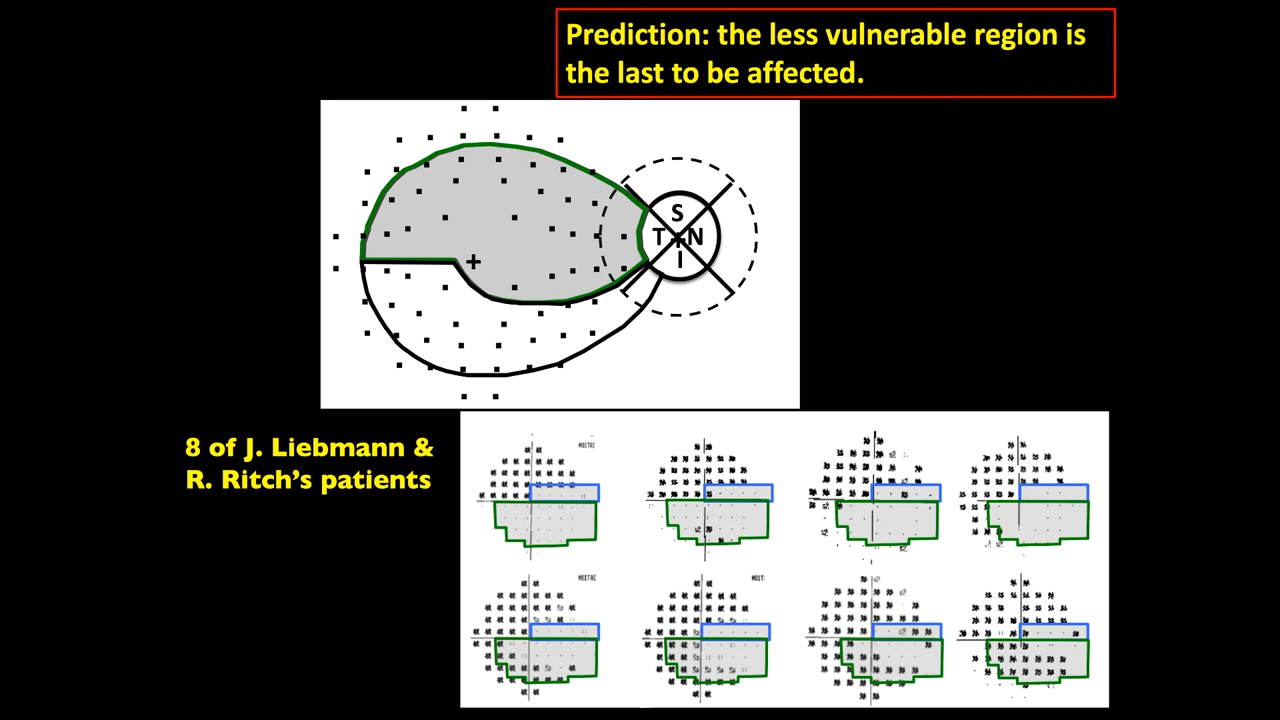 Prediction: the less vulnerable region is
the last to be affected.
S
T N
I
8 of J. Liebmann &
R. Ritch’s patients